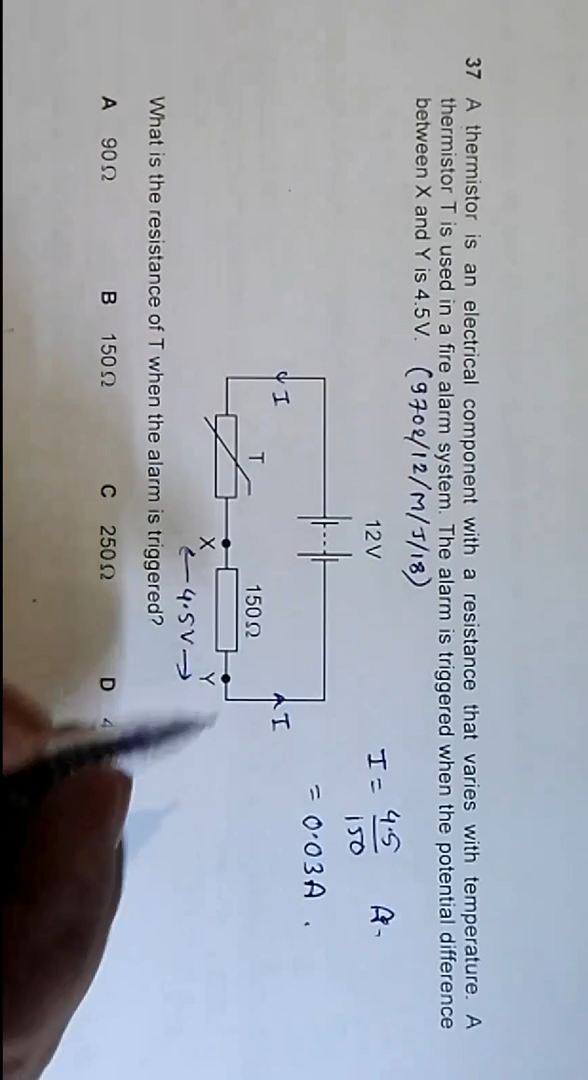 37 A thermistor is an electrical component with a resistance that varies with temperature. A
thermistor T is used in a fire alarm system. The alarm is triggered when the potential difference
between X and Y is 4.5V. (9702/12/M/J/18)
12V
I
I
T
150Ω
X
Y
4.5V
I = 4.5/150 A.
= 0.03A.
What is the resistance of T when the alarm is triggered?
A 90Ω B 150Ω C 250Ω D 4